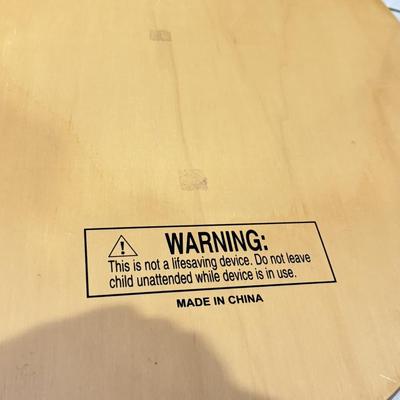 WARNING:
This is not a lifesaving device. Do not leave
child unattended while device is in use.
MADE IN CHINA